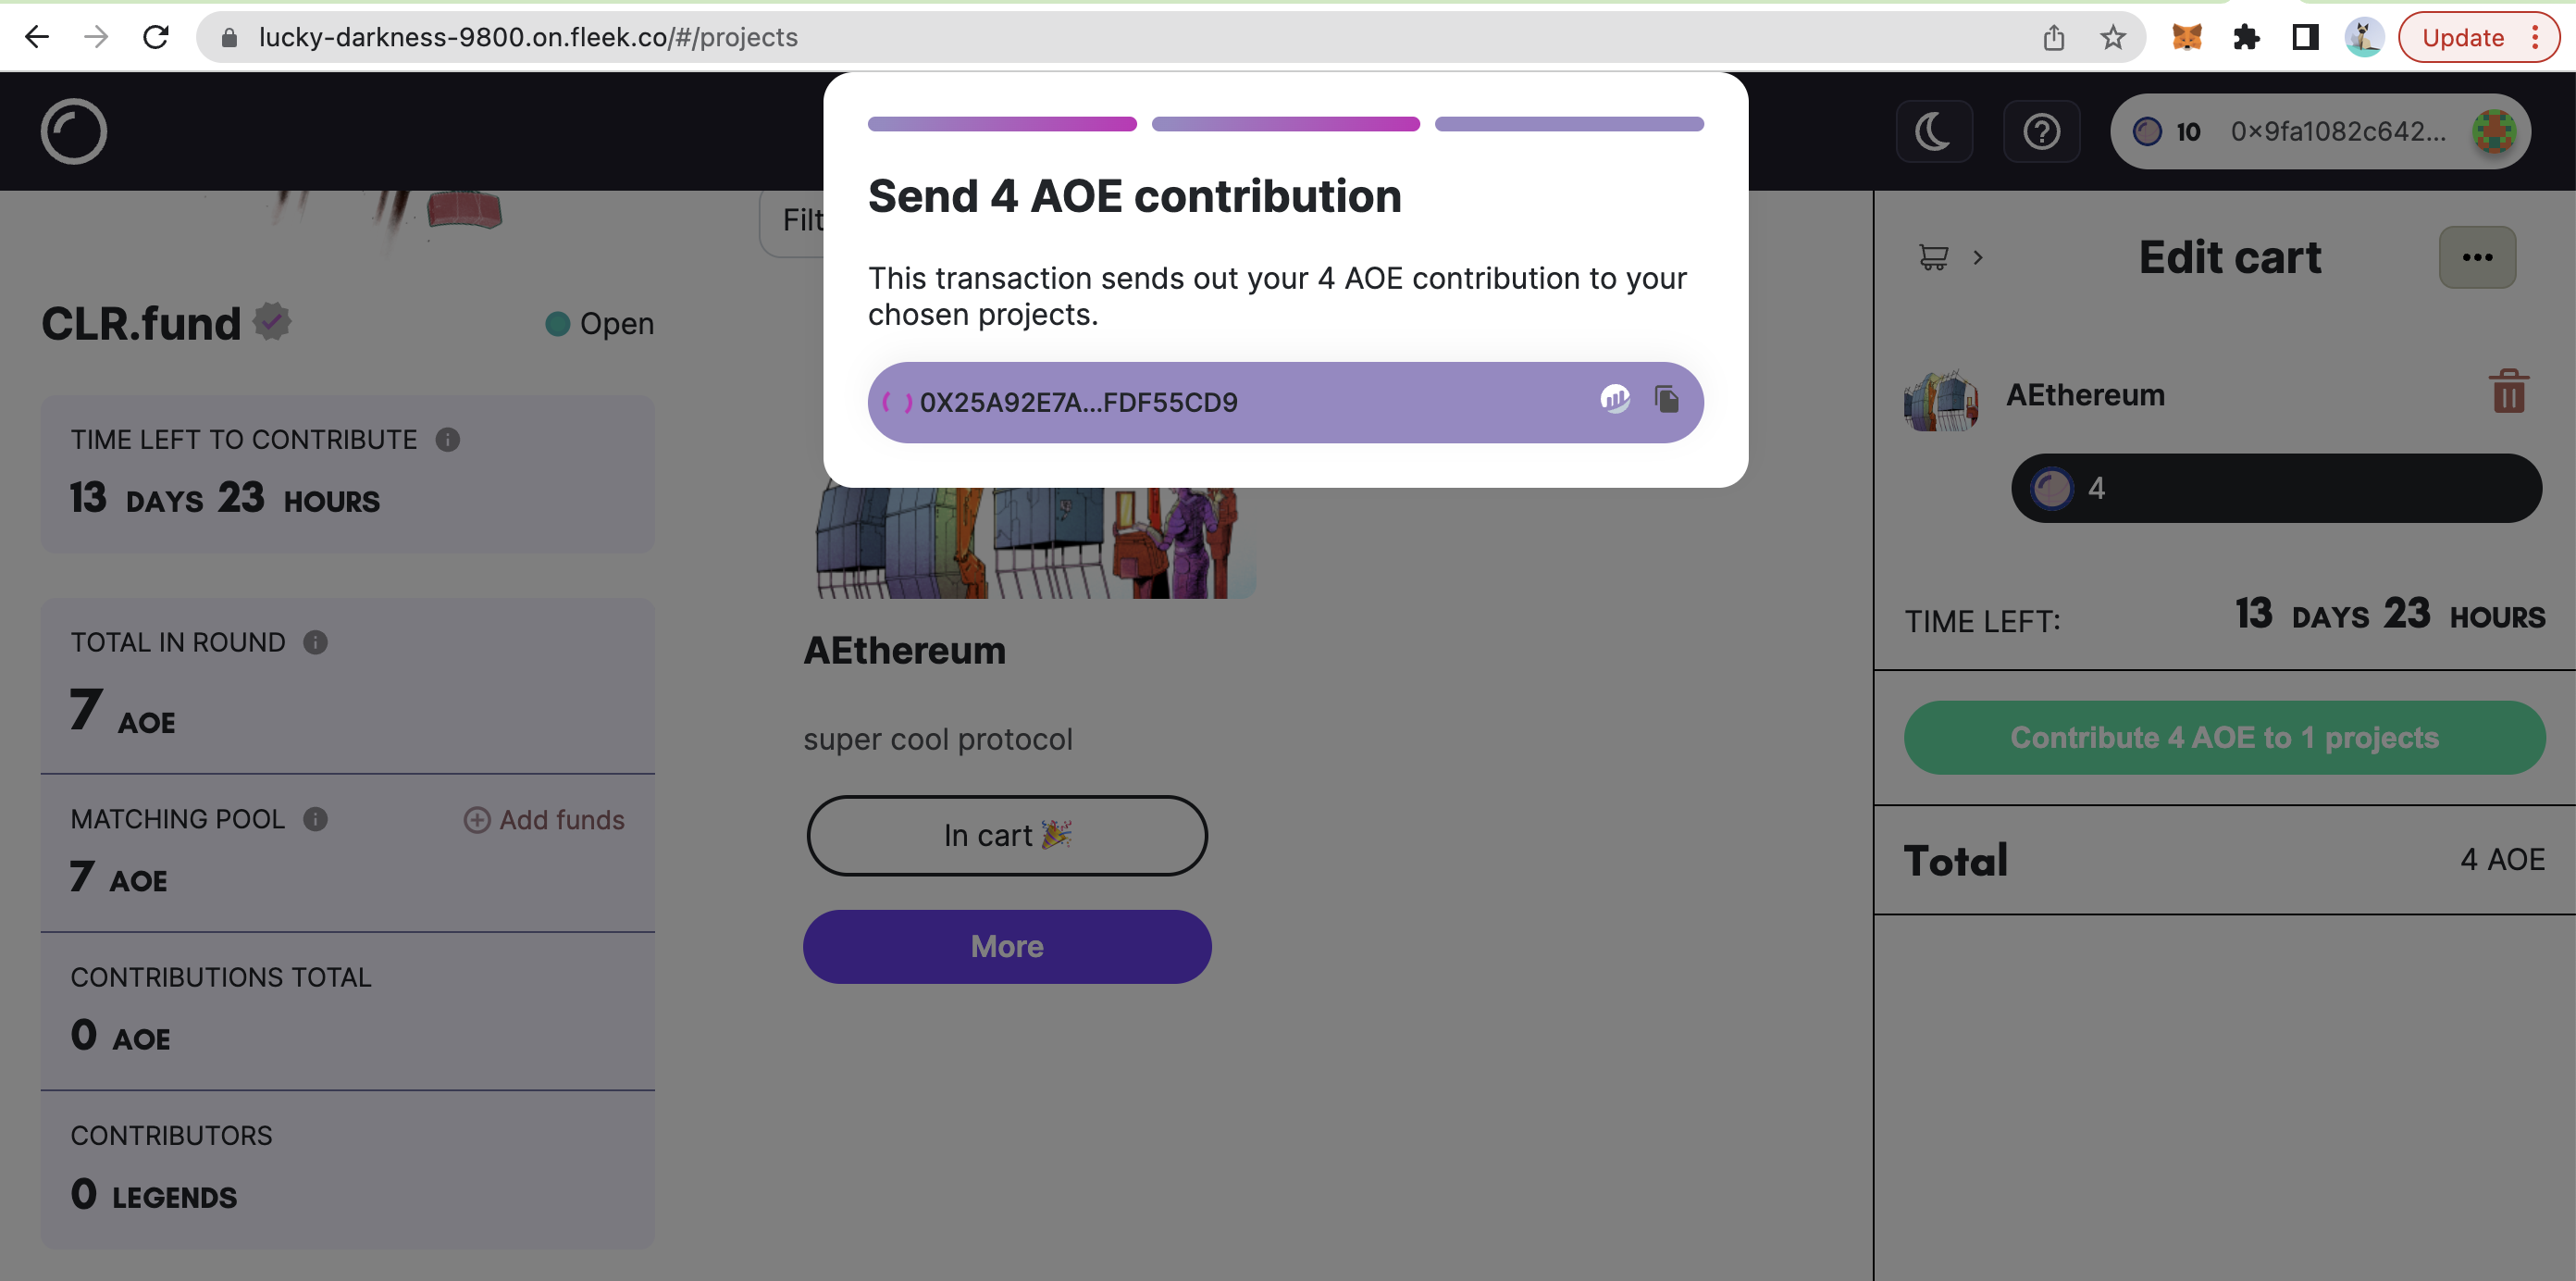 lucky-darkness-9800.on.fleek.co/#/projects
Update
10 0x9fa1082c642...
Send 4 AOE contribution
This transaction sends out your 4 AOE contribution to your
chosen projects.
0X25A92E7A...FDF55CD9
CLR.fund
Open
TIME LEFT TO CONTRIBUTE
13 DAYS 23 HOURS
TOTAL IN ROUND
7 AOE
MATCHING POOL
Add funds
7 AOE
CONTRIBUTIONS TOTAL
0 AOE
CONTRIBUTORS
0 LEGENDS
Filt
AEthereum
super cool protocol
In cart 🎉
More
Edit cart
AEthereum
4
TIME LEFT: 13 DAYS 23 HOURS
Contribute 4 AOE to 1 projects
Total 4 AOE